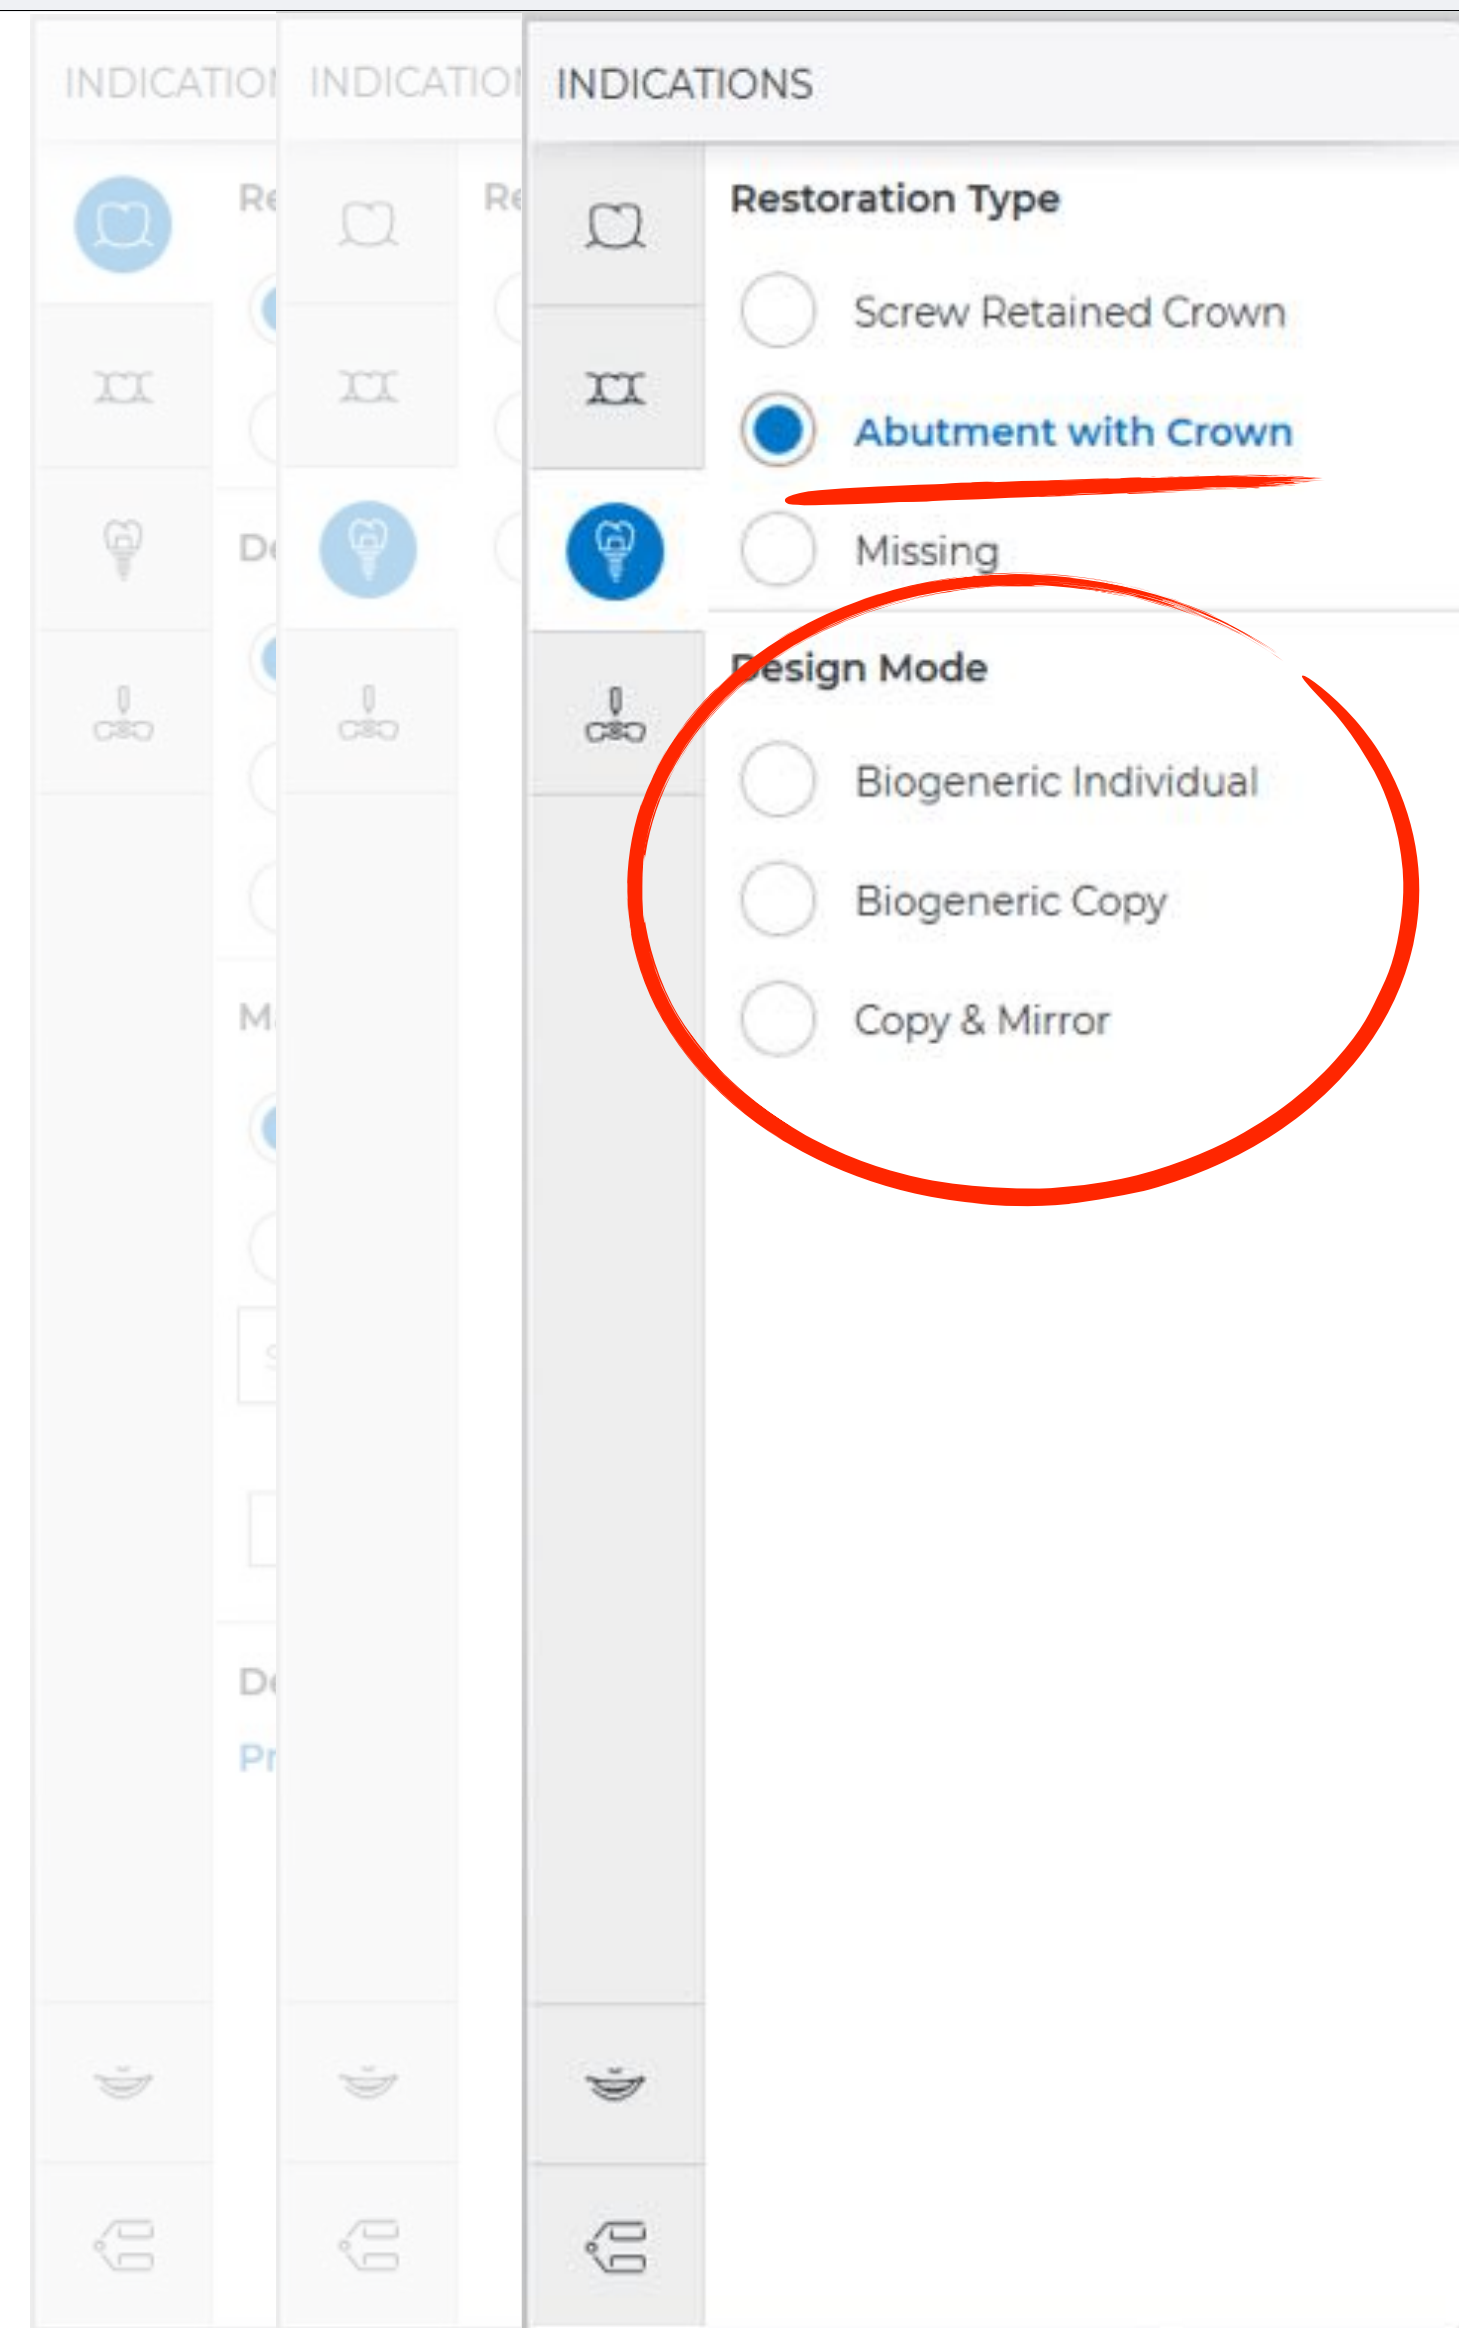 INDICATIONS
Restoration Type
Screw Retained Crown
Abutment with Crown
Missing
Design Mode
Biogeneric Individual
Biogeneric Copy
Copy & Mirror